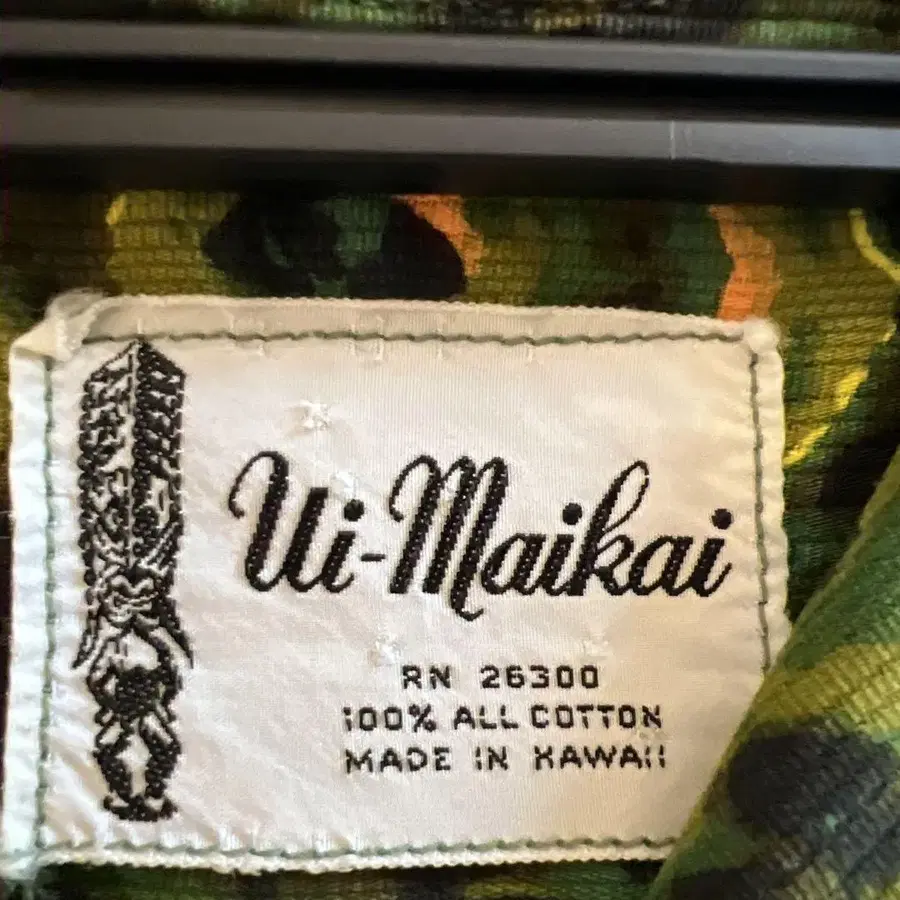 Ui-Maikai
RN 26300
100% ALL COTTON
MADE IN HAWAII